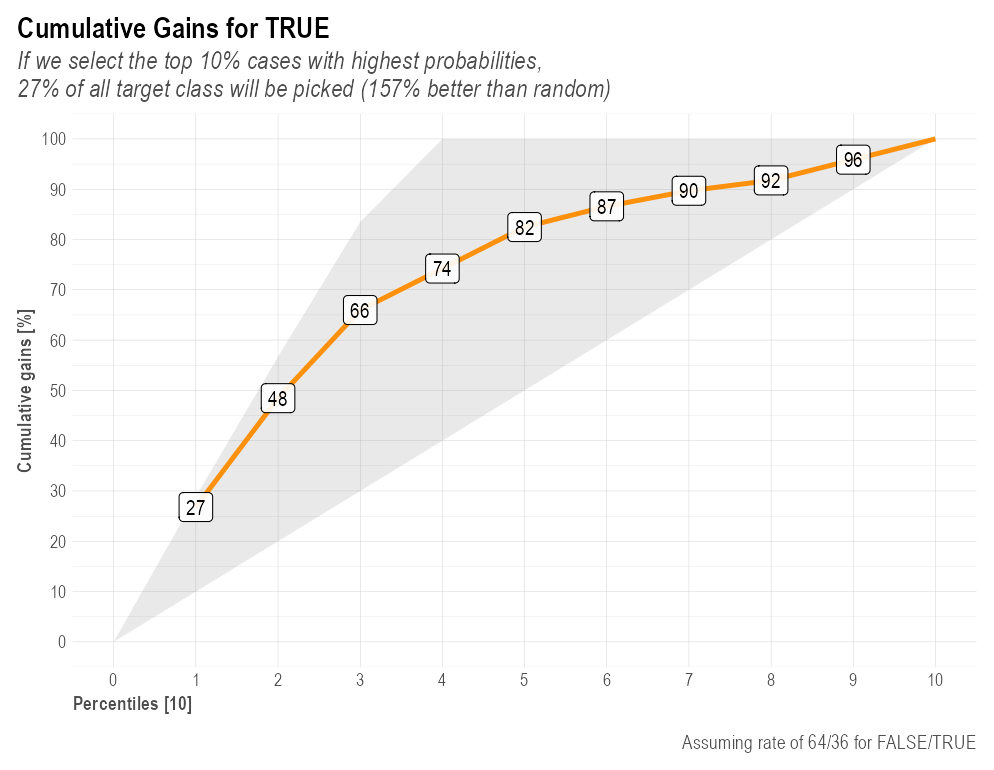 Cumulative Gains for TRUE
If we select the top 10% cases with highest probabilities,
27% of all target class will be picked (157% better than random)
Cumulative gains [%]
100
90
80
70
60
50
40
30
20
10
0
27
48
66
74
82
87
90
92
96
0 1 2 3 4 5 6 7 8 9 10
Percentiles [10]
Assuming rate of 64/36 for FALSE/TRUE